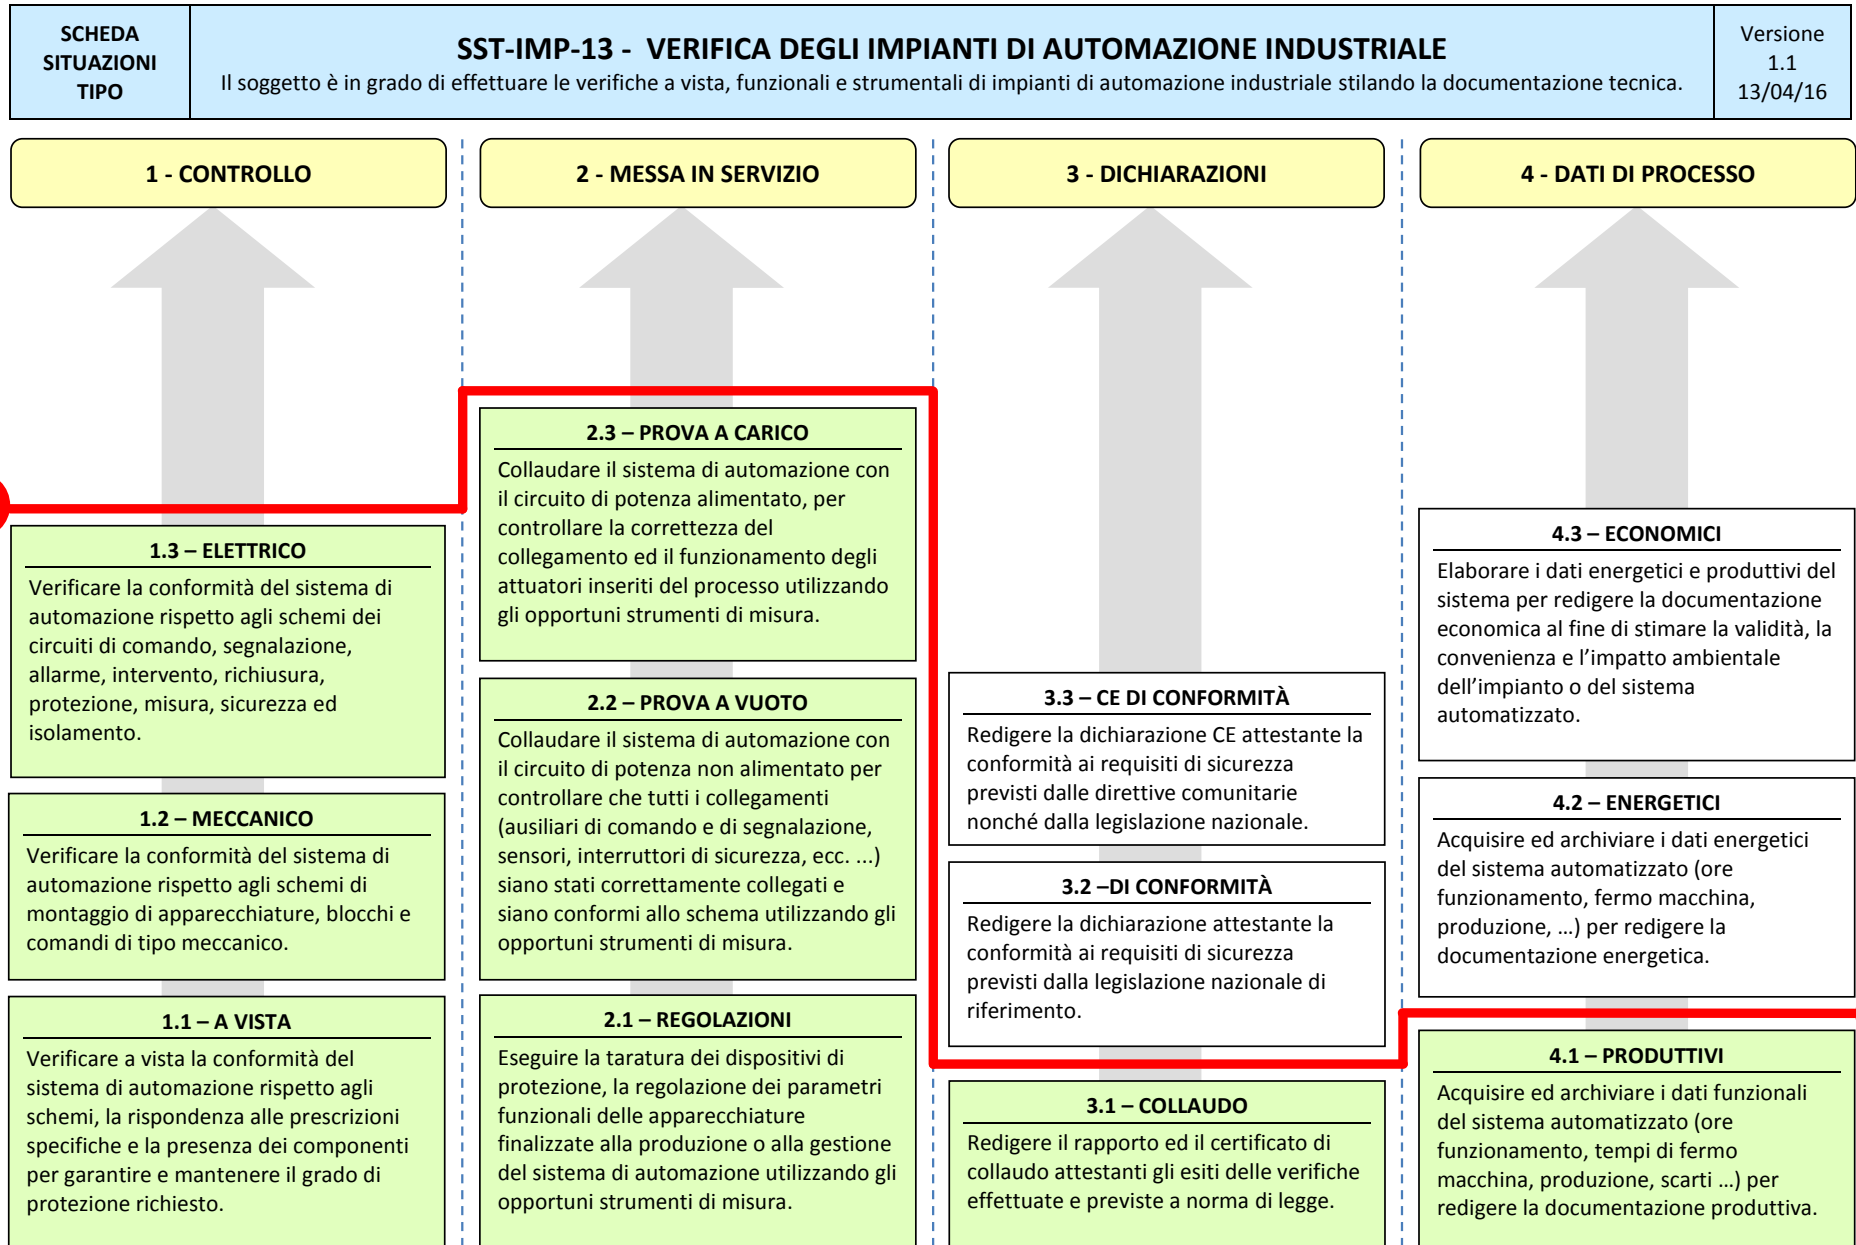 SCHEDA
SITUAZIONI
TIPO
SST-IMP-13 - VERIFICA DEGLI IMPIANTI DI AUTOMAZIONE INDUSTRIALE
Il soggetto è in grado di effettuare le verifiche a vista, funzionali e strumentali di impianti di automazione industriale stilando la documentazione tecnica.
Versione
1.1
13/04/16
1 - CONTROLLO
1.3 – ELETTRICO
Verificare la conformità del sistema di
automazione rispetto agli schemi dei
circuiti di comando, segnalazione,
allarme, intervento, richiusura,
protezione, misura, sicurezza ed
isolamento.
1.2 – MECCANICO
Verificare la conformità del sistema di
automazione rispetto agli schemi di
montaggio di apparecchiature, blocchi e
comandi di tipo meccanico.
1.1 – A VISTA
Verificare a vista la conformità del
sistema di automazione rispetto agli
schemi, la rispondenza alle prescrizioni
specifiche e la presenza dei componenti
per garantire e mantenere il grado di
protezione richiesto.
2 - MESSA IN SERVIZIO
2.3 – PROVA A CARICO
Collaudare il sistema di automazione con
il circuito di potenza alimentato, per
controllare la correttezza del
collegamento ed il funzionamento degli
attuatori inseriti del processo utilizzando
gli opportuni strumenti di misura.
2.2 – PROVA A VUOTO
Collaudare il sistema di automazione con
il circuito di potenza non alimentato per
controllare che tutti i collegamenti
(ausiliari di comando e di segnalazione,
sensori, interruttori di sicurezza, ecc. ...)
siano stati correttamente collegati e
siano conformi allo schema utilizzando gli
opportuni strumenti di misura.
2.1 – REGOLAZIONI
Eseguire la taratura dei dispositivi di
protezione, la regolazione dei parametri
funzionali delle apparecchiature
finalizzate alla produzione o alla gestione
del sistema di automazione utilizzando gli
opportuni strumenti di misura.
3 - DICHIARAZIONI
3.3 – CE DI CONFORMITÀ
Redigere la dichiarazione CE attestante la
conformità ai requisiti di sicurezza
previsti dalle direttive comunitarie
nonché dalla legislazione nazionale.
3.2 –DI CONFORMITÀ
Redigere la dichiarazione attestante la
conformità ai requisiti di sicurezza
previsti dalla legislazione nazionale di
riferimento.
3.1 – COLLAUDO
Redigere il rapporto ed il certificato di
collaudo attestanti gli esiti delle verifiche
effettuate e previste a norma di legge.
4 - DATI DI PROCESSO
4.3 – ECONOMICI
Elaborare i dati energetici e produttivi del
sistema per redigere la documentazione
economica al fine di stimare la validità, la
convenienza e l’impatto ambientale
dell’impianto o del sistema
automatizzato.
4.2 – ENERGETICI
Acquisire ed archiviare i dati energetici
del sistema automatizzato (ore
funzionamento, fermo macchina,
produzione, …) per redigere la
documentazione energetica.
4.1 – PRODUTTIVI
Acquisire ed archiviare i dati funzionali
del sistema automatizzato (ore
funzionamento, tempi di fermo
macchina, produzione, scarti …) per
redigere la documentazione produttiva.